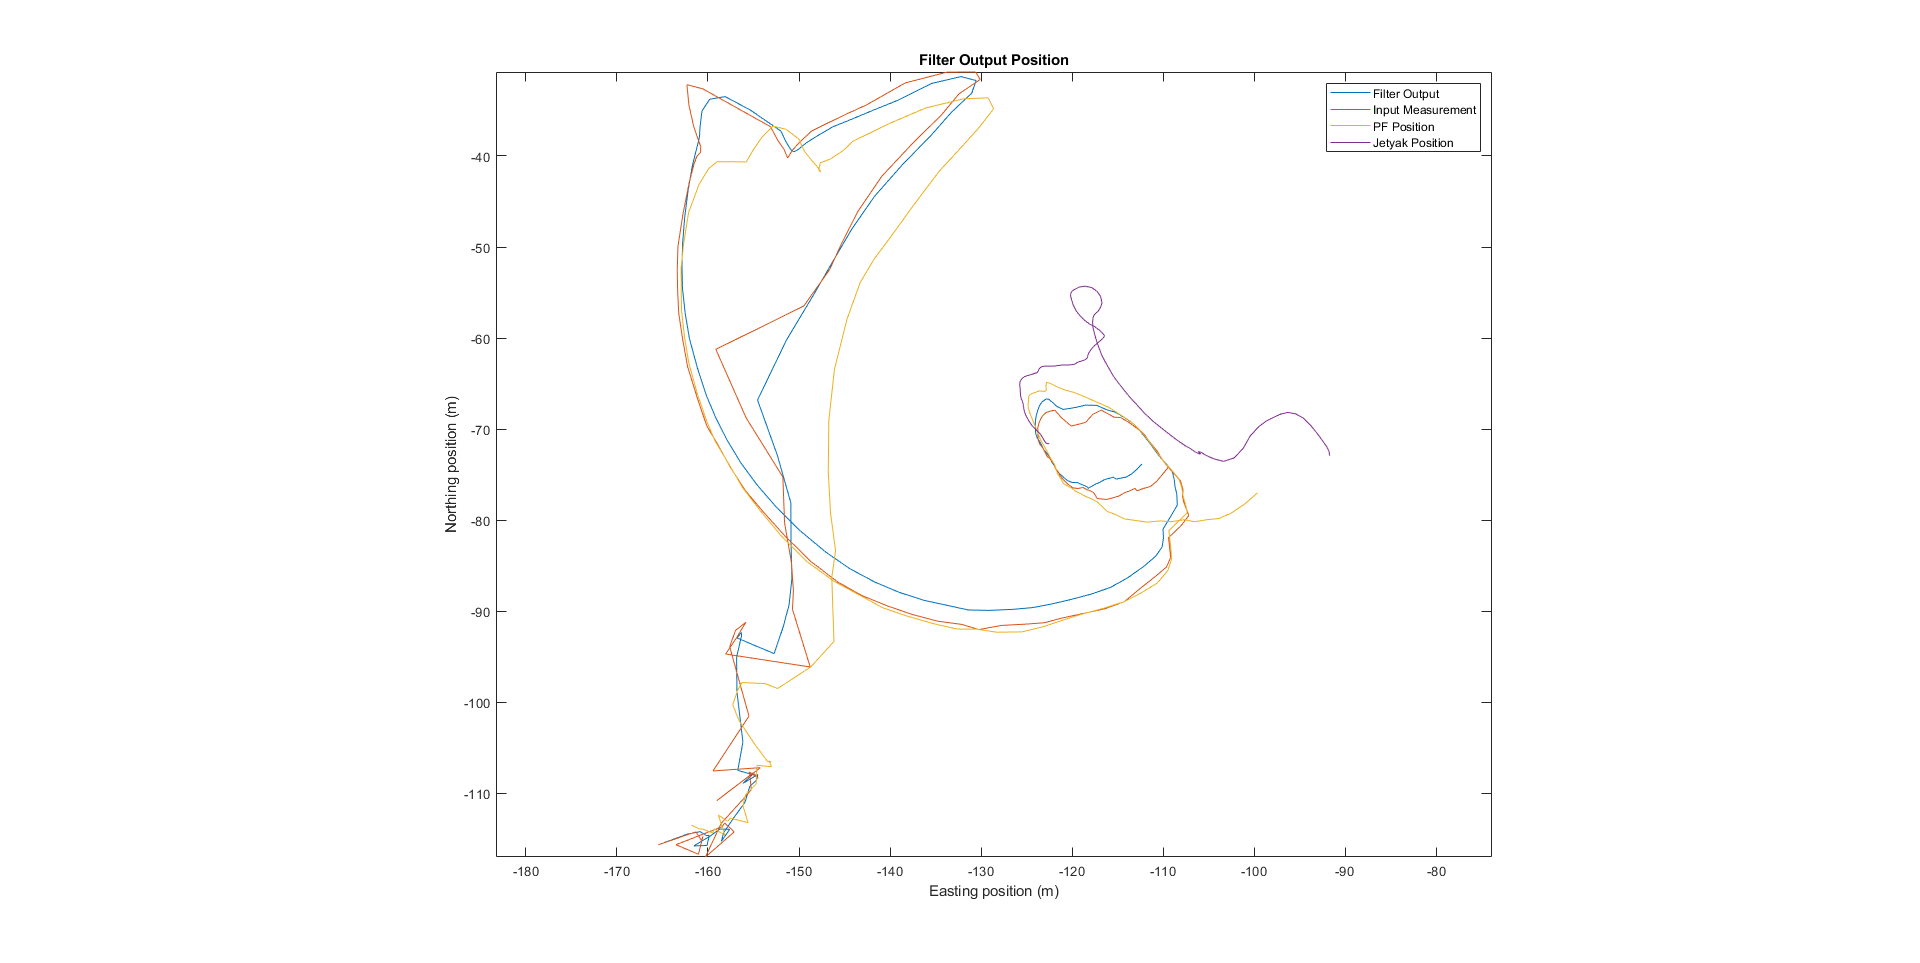 Filter Output Position
Filter Output
Input Measurement
PF Position
Jetyak Position
-40
-50
-60
-70
-80
-90
-100
-110
Northing position (m)
-180
-170
-160
-150
-140
-130
-120
-110
-100
-90
-80
Easting position (m)